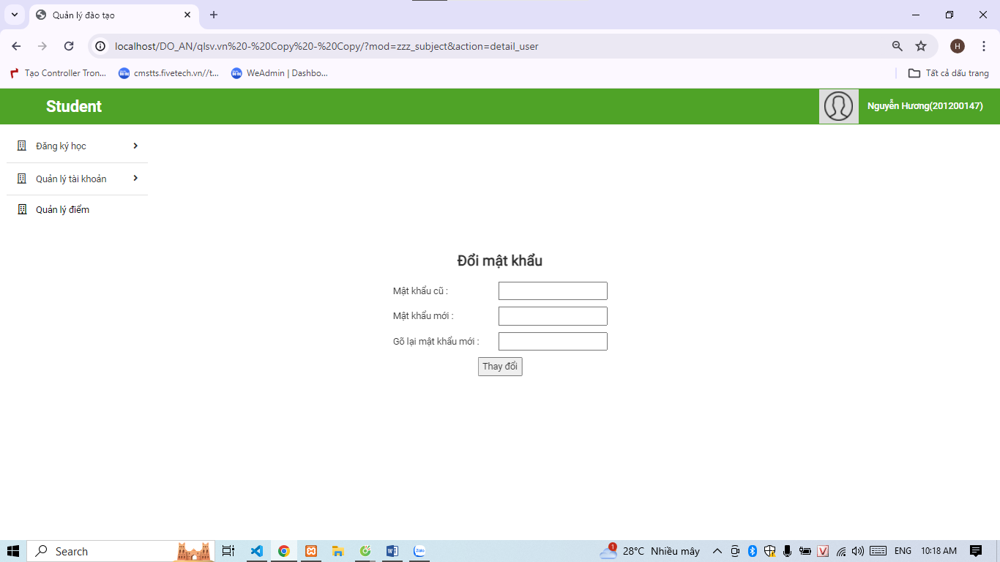 Quản lý đào tạo
localhost/DO_AN/qlsv.vn%20-%20Copy%20-%20Copy/?mod=zzz_subject&action=detail_user
H
Tạo Controller Tron... cmstts.fivetech.vn//t... WeAdmin | Dashbo... Tất cả dấu trang
Student Nguyễn Hương(201200147)
Đăng ký học
Quản lý tài khoản
Quản lý điểm
Đổi mật khẩu
Mật khẩu cũ :
Mật khẩu mới :
Gõ lại mật khẩu mới :
Thay đổi
Search Zalo 1 28°C Nhiều mây V ENG 10:18 AM